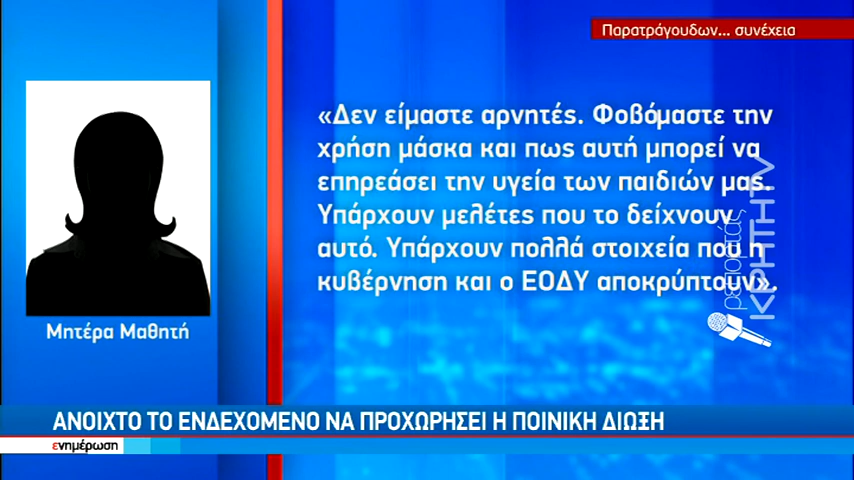 Παρατράγουδων... συνέχεια
«Δεν είμαστε αρνητές. Φοβόμαστε την
χρήση μάσκα και πως αυτή μπορεί να
επηρεάσει την υγεία των παιδιών μας.
Υπάρχουν μελέτες που το δείχνουν
αυτό. Υπάρχουν πολλά στοιχεία που η
κυβέρνηση και ο ΕΟΔΥ αποκρύπτουν».
Μητέρα Μαθητή
ρεπορτάς
ΚΡΗΤΗ TV
ΑΝΟΙΧΤΟ ΤΟ ΕΝΔΕΧΟΜΕΝΟ ΝΑ ΠΡΟΧΩΡΗΣΕΙ Η ΠΟΙΝΙΚΗ ΔΙΩΞΗ
ενημέρωση